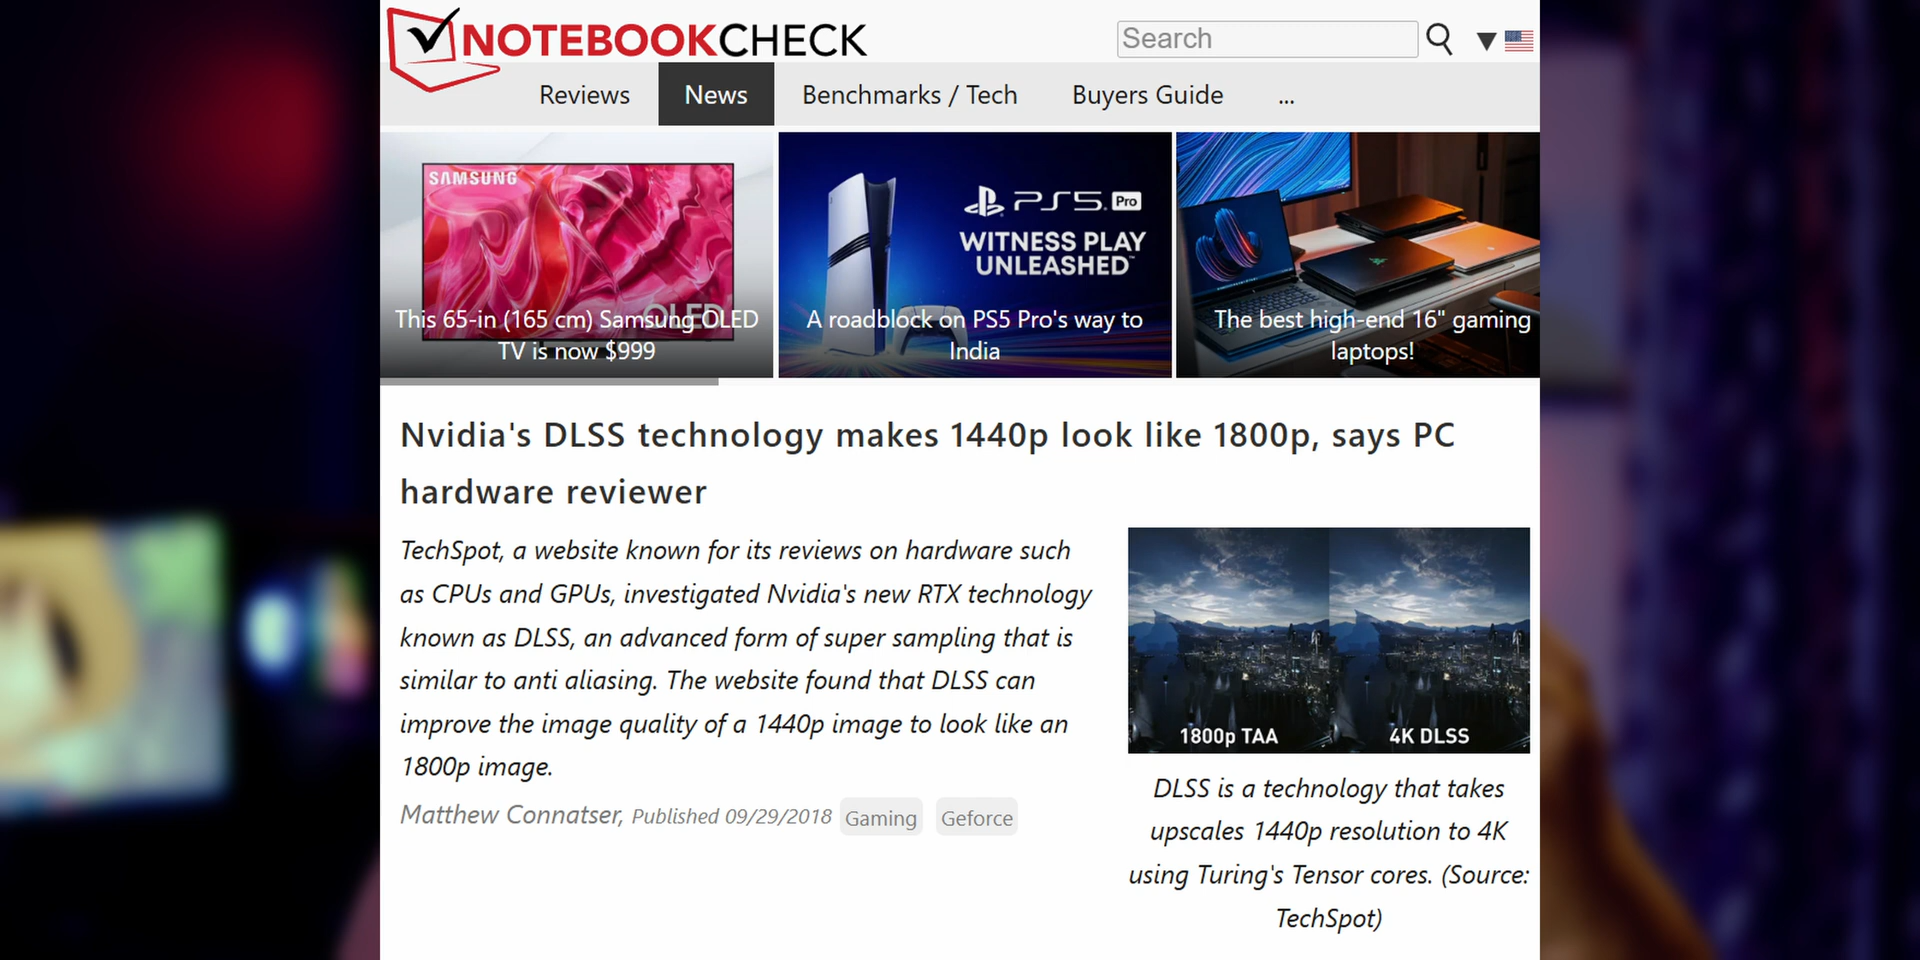 NOTEBOOKCHECK
Search
Reviews
News
Benchmarks / Tech
Buyers Guide
...
SAMSUNG
OLED
This 65-in (165 cm) Samsung OLED
TV is now $999
PS5 Pro
WITNESS PLAY
UNLEASHED™
A roadblock on PS5 Pro's way to
India
The best high-end 16" gaming
laptops!
Nvidia's DLSS technology makes 1440p look like 1800p, says PC
hardware reviewer
TechSpot, a website known for its reviews on hardware such
as CPUs and GPUs, investigated Nvidia's new RTX technology
known as DLSS, an advanced form of super sampling that is
similar to anti aliasing. The website found that DLSS can
improve the image quality of a 1440p image to look like an
1800p image.
Matthew Connatser, Published 09/29/2018 Gaming Geforce
1800p TAA
4K DLSS
DLSS is a technology that takes
upscales 1440p resolution to 4K
using Turing's Tensor cores. (Source:
TechSpot)